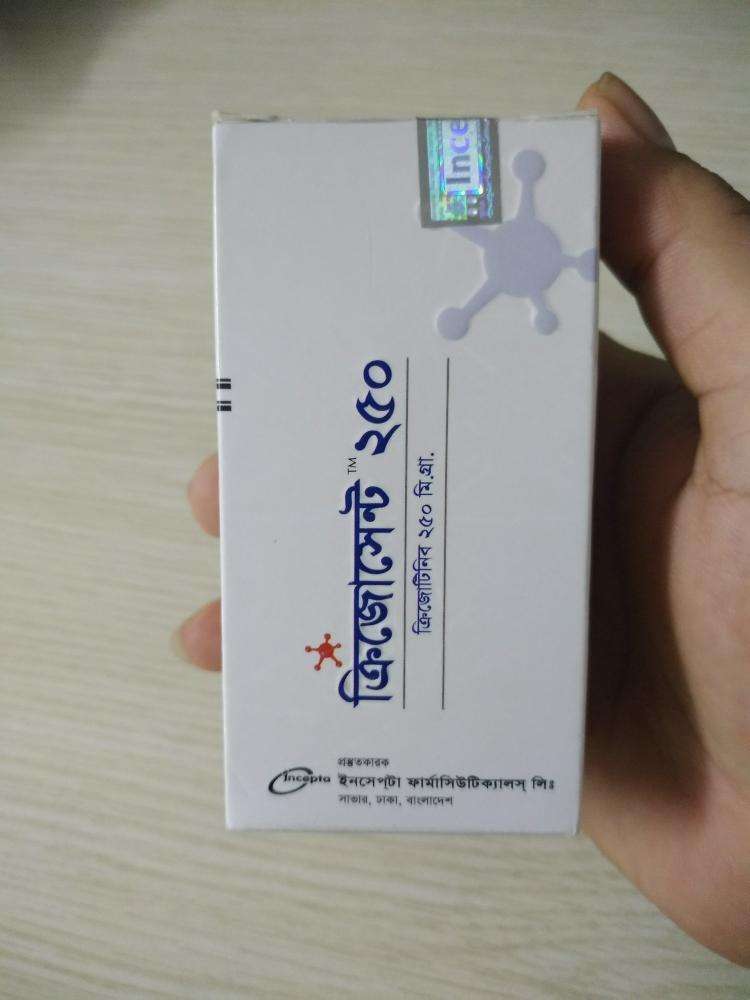 Ince
ক্রিজোসেন্ট™ ২৫০
ক্রিজোটিনিব ২৫০ মি.গ্রা.
প্রস্তুতকারক
Incepta ইনসেপ্‌টা ফার্মাসিউটিক্যালস্‌ লিঃ
সাভার, ঢাকা, বাংলাদেশ